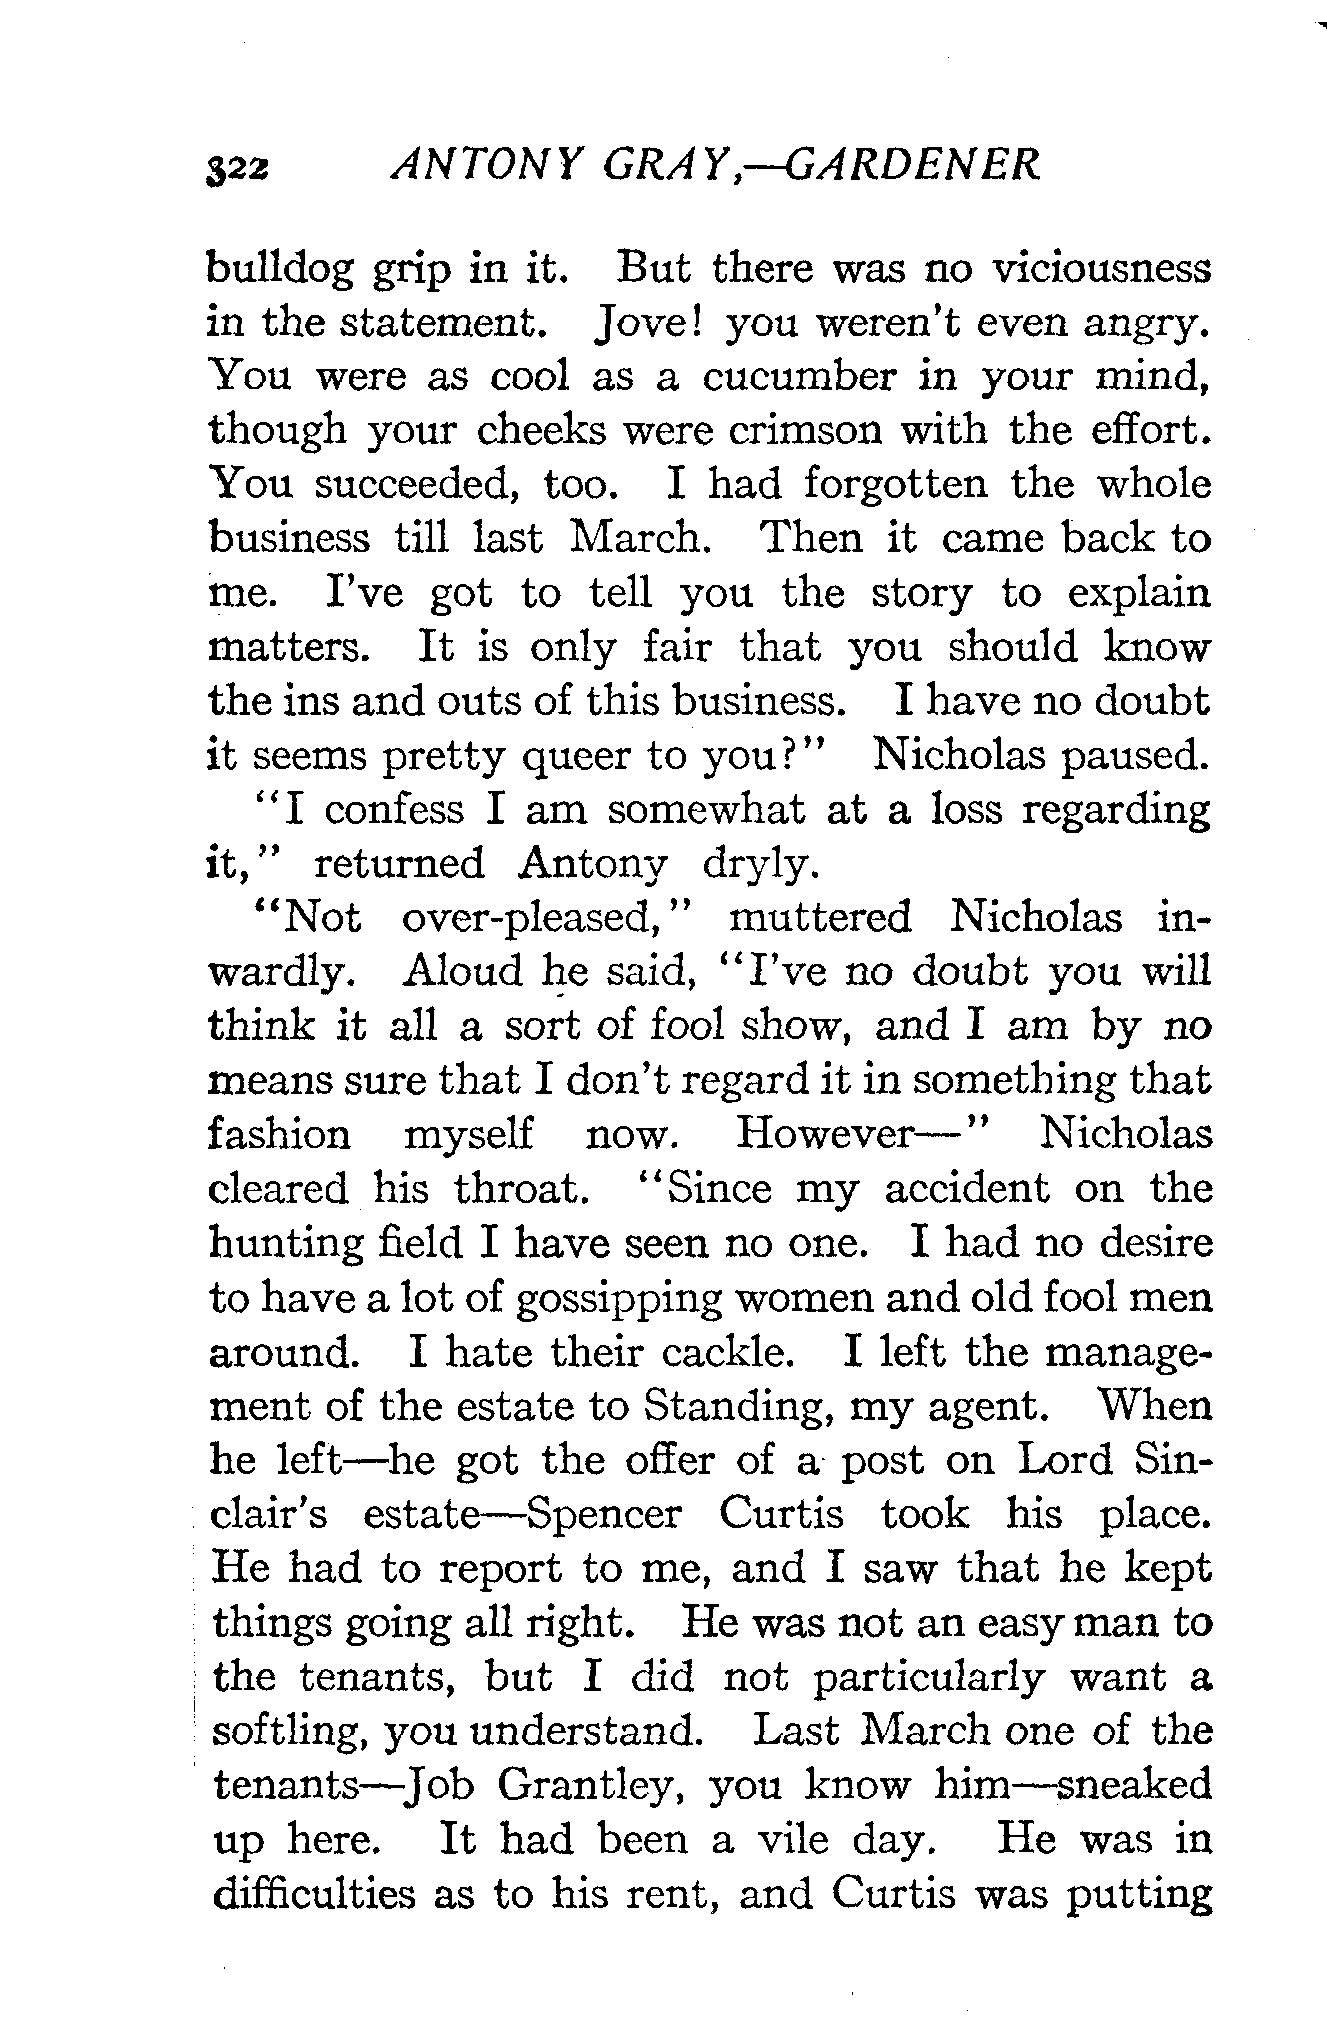 322 ANTONY GRAY,—GARDENER
bulldog grip in it. But there was no viciousness
in the statement. Jove! you weren't even angry.
You were as cool as a cucumber in your mind,
though your cheeks were crimson with the effort.
You succeeded, too. I had forgotten the whole
business till last March. Then it came back to
me. I've got to tell you the story to explain
matters. It is only fair that you should know
the ins and outs of this business. I have no doubt
it seems pretty queer to you?" Nicholas paused.
"I confess I am somewhat at a loss regarding
it," returned Antony dryly.
"Not over-pleased," muttered Nicholas in-
wardly. Aloud he said, "I've no doubt you will
think it all a sort of fool show, and I am by no
means sure that I don't regard it in something that
fashion myself now. However—" Nicholas
cleared his throat. "Since my accident on the
hunting field I have seen no one. I had no desire
to have a lot of gossipping women and old fool men
around. I hate their cackle. I left the manage-
ment of the estate to Standing, my agent. When
he left—he got the offer of a post on Lord Sin-
clair's estate—Spencer Curtis took his place.
He had to report to me, and I saw that he kept
things going all right. He was not an easy man to
the tenants, but I did not particularly want a
softling, you understand. Last March one of the
tenants—Job Grantley, you know him—sneaked
up here. It had been a vile day. He was in
difficulties as to his rent, and Curtis was putting